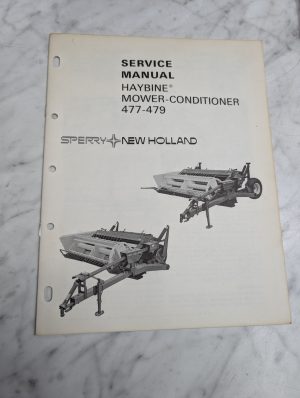 SERVICE
MANUAL
HAYBINE®
MOWER-CONDITIONER
477-479
SPERRY NEW HOLLAND